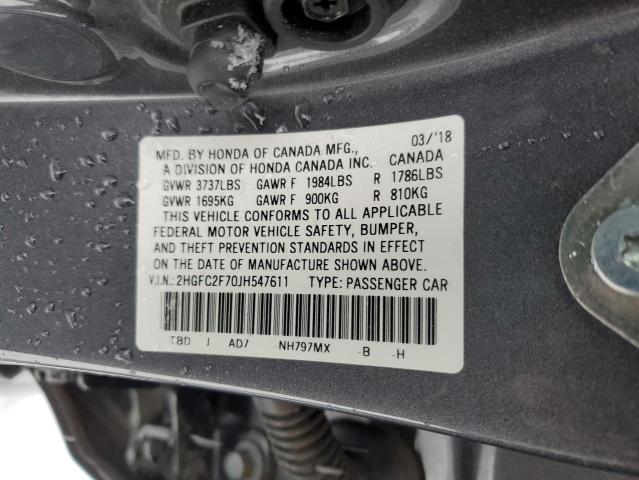 MFD. BY HONDA OF CANADA MFG., 03/'18
A DIVISION OF HONDA CANADA INC. CANADA
GVWR 3737LBS GAWR F 1984LBS R 1786LBS
GVWR 1695KG GAWR F 900KG R 810KG
THIS VEHICLE CONFORMS TO ALL APPLICABLE
FEDERAL MOTOR VEHICLE SAFETY, BUMPER,
AND THEFT PREVENTION STANDARDS IN EFFECT
ON THE DATE OF MANUFACTURE SHOWN ABOVE.
V.I.N.: 2HGFC2F70JH547611 TYPE: PASSENGER CAR
TBD J AD7 NH797MX -B -H